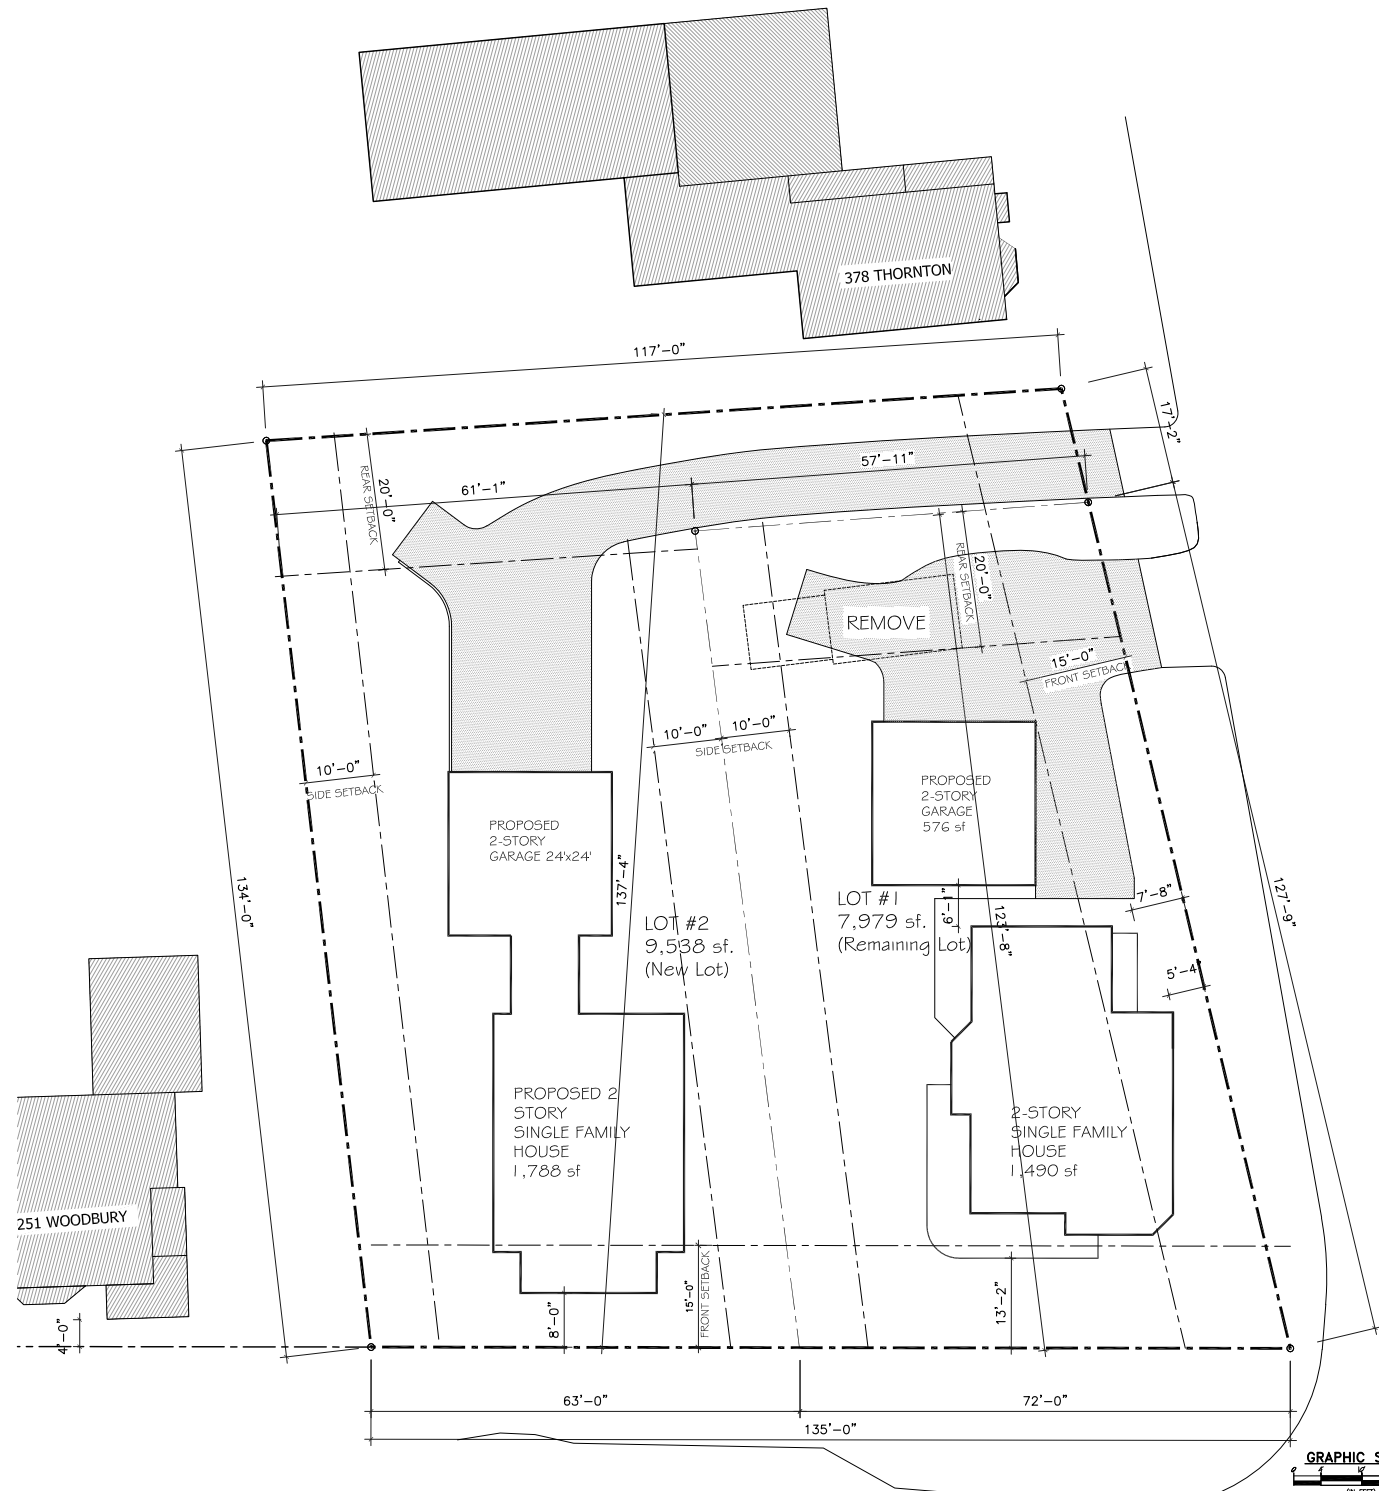 378 THORNTON
117'-0"
17'-2"
57'-11"
61'-1"
20'-0"
REAR SETBACK
20'-0"
REAR SETBACK
REMOVE
15'-0"
FRONT SETBACK
10'-0"
10'-0"
SIDE SETBACK
10'-0"
SIDE SETBACK
PROPOSED
2-STORY
GARAGE
576 sf
PROPOSED
2-STORY
GARAGE 24'x24'
137'-4"
134'-0"
127'-9"
7'-8"
1'-6"
123'-8"
LOT #1
7,979 sf.
(Remaining Lot)
LOT #2
9,538 sf.
(New Lot)
5'-4"
PROPOSED 2
STORY
SINGLE FAMILY
HOUSE
1,788 sf
2-STORY
SINGLE FAMILY
HOUSE
1,490 sf
251 WOODBURY
4'-0"
8'-0"
15'-0"
FRONT SETBACK
13'-2"
63'-0"
72'-0"
135'-0"
GRAPHIC S